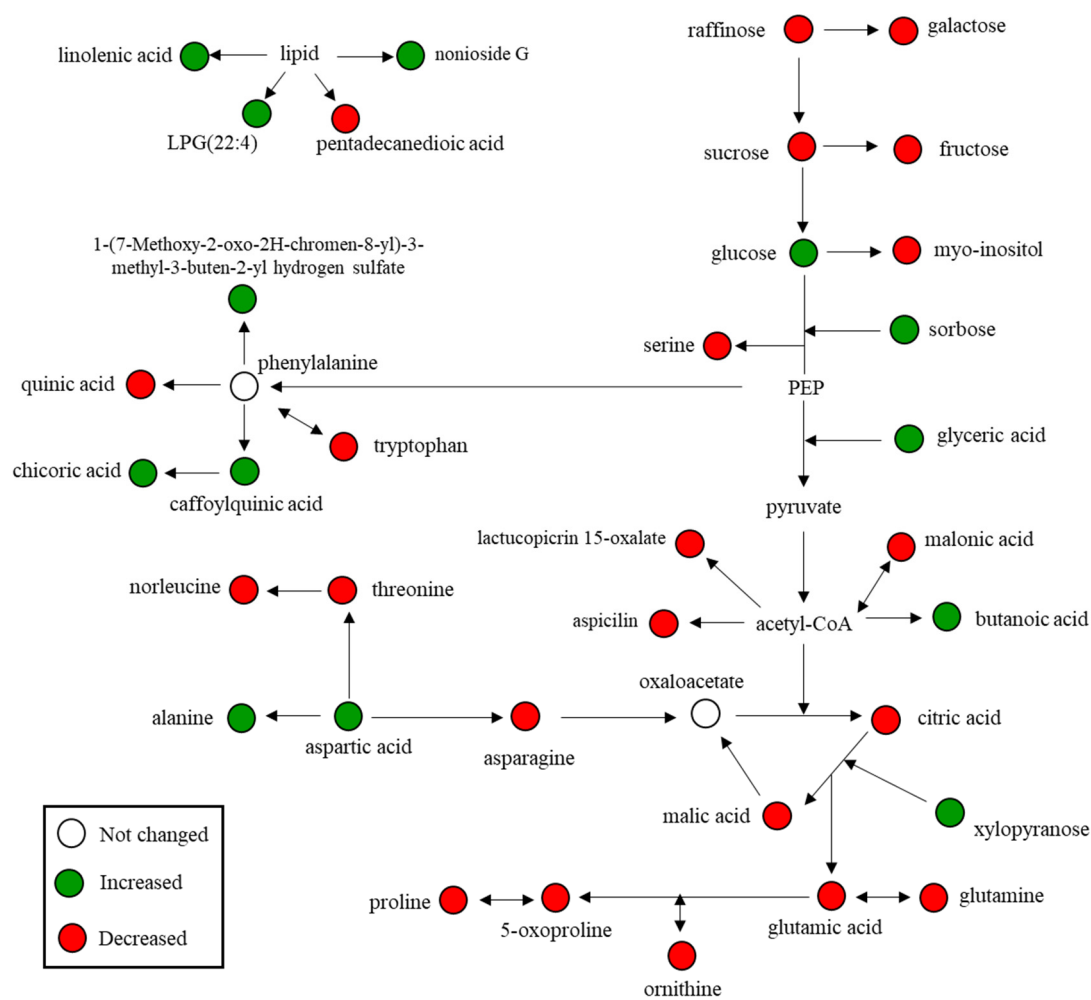 raffinose
galactose
linolenic acid
lipid
nonioside G
LPG(22:4)
pentadecanedioic acid
sucrose
fructose
1-(7-Methoxy-2-oxo-2H-chromen-8-yl)-3-
methyl-3-buten-2-yl hydrogen sulfate
glucose
myo-inositol
sorbose
serine
phenylalanine
quinic acid
PEP
tryptophan
glyceric acid
chicoric acid
caffoylquinic acid
pyruvate
lactucopicrin 15-oxalate
malonic acid
norleucine
threonine
aspicilin
acetyl-CoA
butanoic acid
oxaloacetate
alanine
aspartic acid
asparagine
citric acid
malic acid
xylopyranose
Not changed
Increased
Decreased
proline
5-oxoproline
glutamic acid
glutamine
ornithine